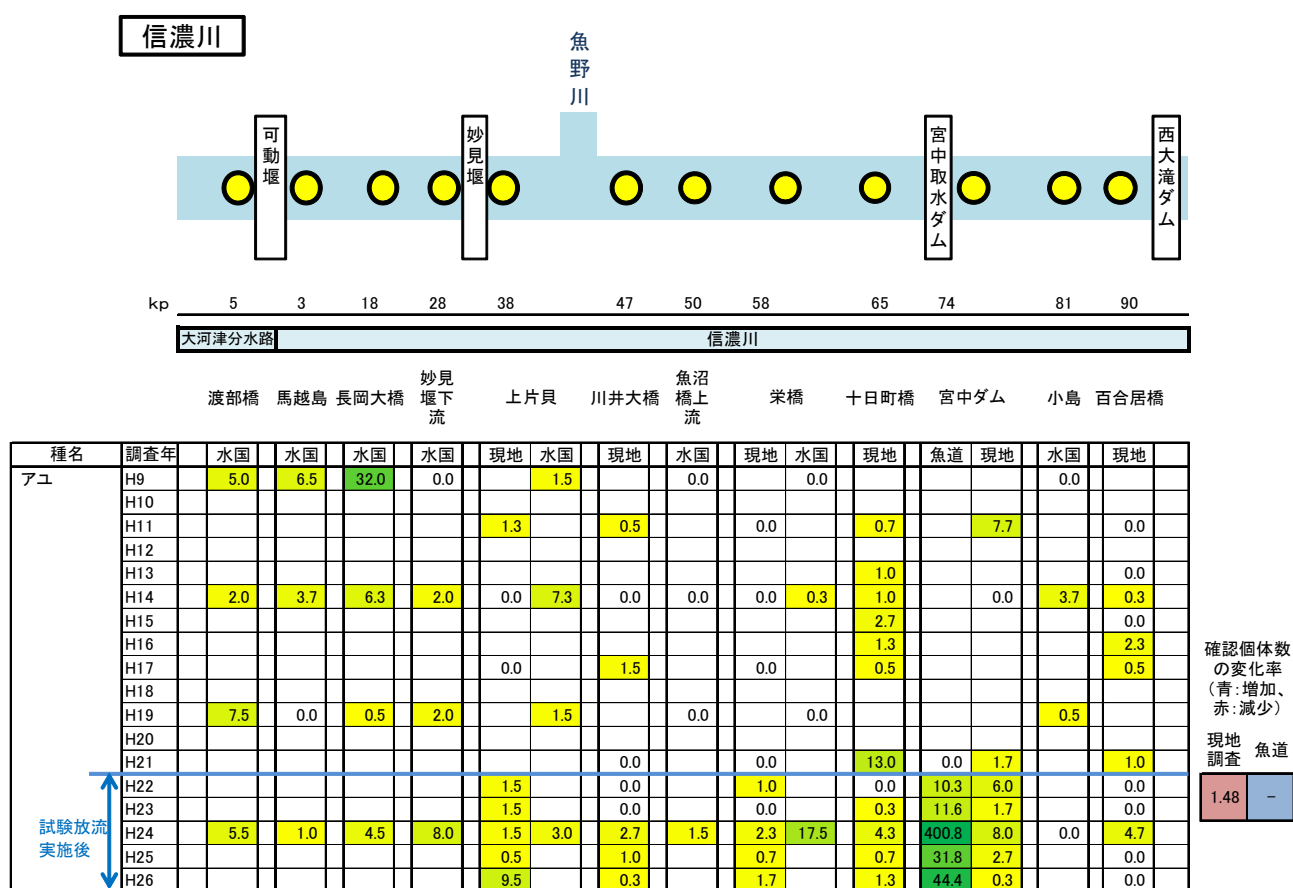 信濃川
魚野川
可動堰
妙見堰
宮中取水ダム
西大滝ダム
kp 5 3 18 28 38 47 50 58 65 74 81 90
大河津分水路 信濃川
渡部橋 馬越島 長岡大橋 妙見堰下流 上片貝 川井大橋 魚沼橋上流 栄橋 十日町橋 宮中ダム 小島 百合居橋
種名 調査年 水国 水国 水国 水国 現地 水国 現地 水国 現地 水国 現地 魚道 現地 水国 現地
アユ H9 5.0 6.5 32.0 0.0 1.5 0.0 0.0 0.0
H10
H11 1.3 0.5 0.0 0.7 7.7 0.0
H12
H13 1.0 0.0
H14 2.0 3.7 6.3 2.0 0.0 7.3 0.0 0.0 0.0 0.3 1.0 0.0 3.7 0.3
H15 2.7 0.0
H16 1.3 2.3
H17 0.0 1.5 0.0 0.5 0.5
H18
H19 7.5 0.0 0.5 2.0 1.5 0.0 0.0 0.5
H20
H21 0.0 0.0 13.0 0.0 1.7 1.0
H22 1.5 0.0 1.0 0.0 10.3 6.0 0.0
H23 1.5 0.0 0.0 0.3 11.6 1.7 0.0
H24 5.5 1.0 4.5 8.0 1.5 3.0 2.7 1.5 2.3 17.5 4.3 400.8 8.0 0.0 4.7
H25 0.5 1.0 0.7 0.7 31.8 2.7 0.0
H26 9.5 0.3 1.7 1.3 44.4 0.3 0.0
試験放流
実施後
確認個体数
の変化率
（青：増加、
赤：減少）
現地調査 魚道
1.48 －